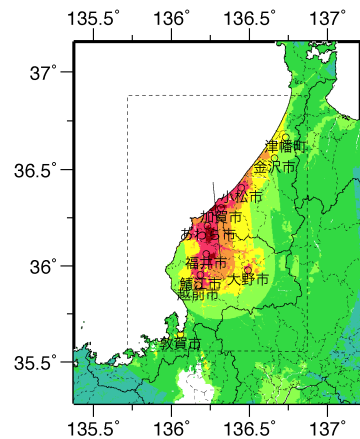 135.5˚ 136˚ 136.5˚ 137˚
37˚
津幡町
金沢市
36.5˚
小松市
加賀市
あわら市
福井市
36˚
大野市
鯖江市
越前市
敦賀市
35.5˚
135.5˚ 136˚ 136.5˚ 137˚